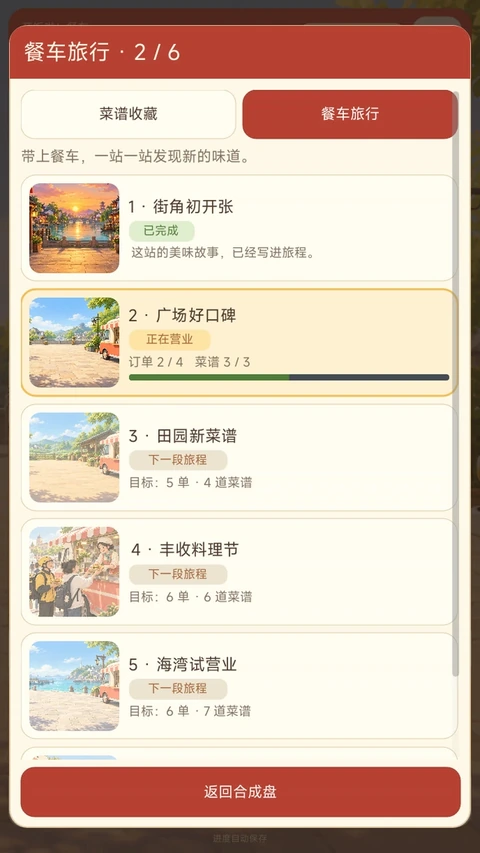 餐车旅行 · 2 / 6
菜谱收藏
餐车旅行
带上餐车，一站一站发现新的味道。
1 · 街角初开张
已完成
这站的美味故事，已经写进旅程。
2 · 广场好口碑
正在营业
订单 2 / 4 菜谱 3 / 3
3 · 田园新菜谱
下一段旅程
目标：5 单 · 4 道菜谱
4 · 丰收料理节
下一段旅程
目标：6 单 · 6 道菜谱
5 · 海湾试营业
下一段旅程
目标：6 单 · 7 道菜谱
返回合成盘
进度自动保存